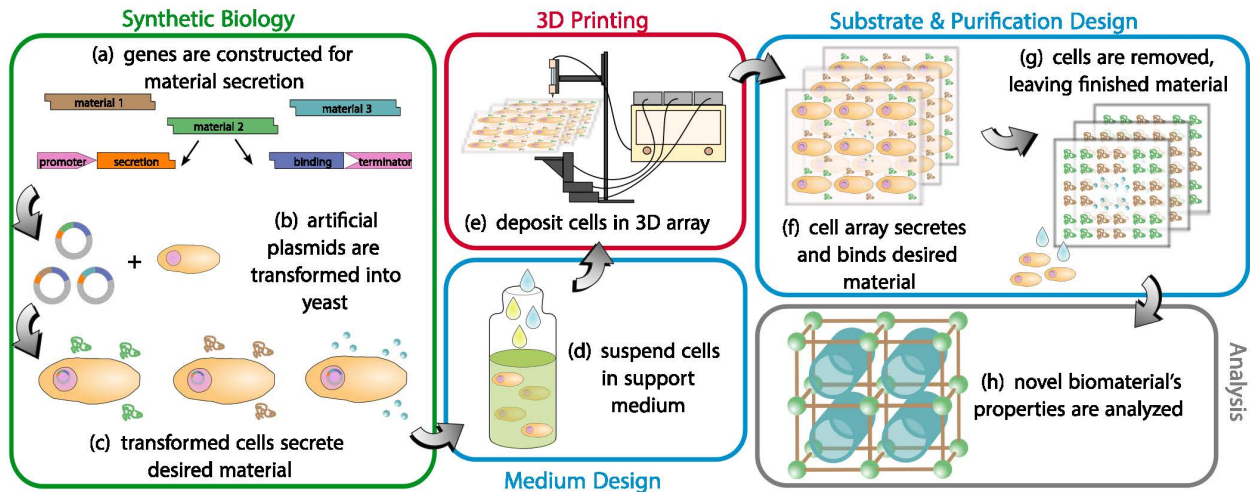 Synthetic Biology
(a) genes are constructed for
material secretion
material 1
material 3
material 2
promoter
secretion
binding
terminator
(b) artificial
plasmids are
transformed into
yeast
+
(c) transformed cells secrete
desired material
3D Printing
(e) deposit cells in 3D array
(d) suspend cells
in support
medium
Medium Design
Substrate & Purification Design
(g) cells are removed,
leaving finished material
(f) cell array secretes
and binds desired
material
(h) novel biomaterial's
properties are analyzed
Analysis